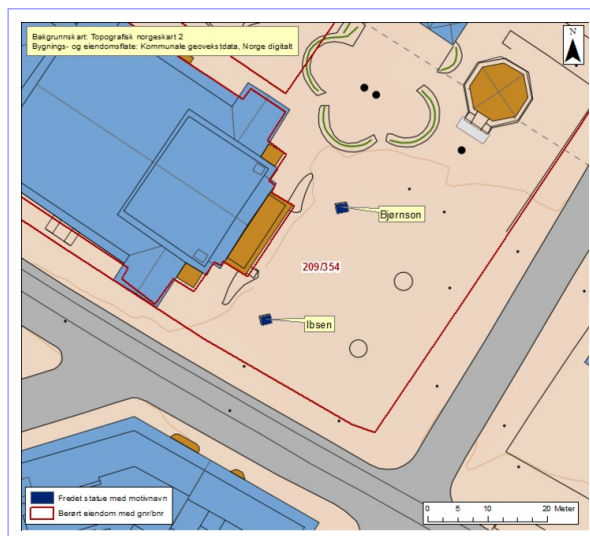 Bakgrunnskart: Topografisk norgeskart 2
Bygnings- og eiendomsflate: Kommunale geovekstdata, Norge digitalt
N
Bjørnson
209/354
Ibsen
Fredet statue med motivnavn
Berørt eiendom med gnr/bnr
0 5 10 20 Meter